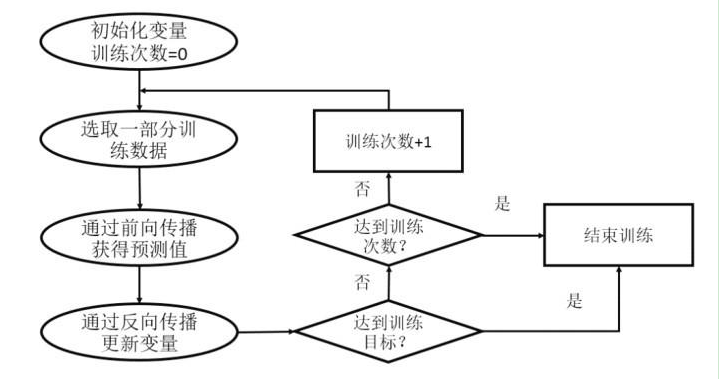 初始化变量
训练次数=0
选取一部分训
练数据
通过前向传播
获得预测值
通过反向传播
更新变量
达到训练
目标？
否
是
达到训练
次数？
否
是
训练次数+1
结束训练